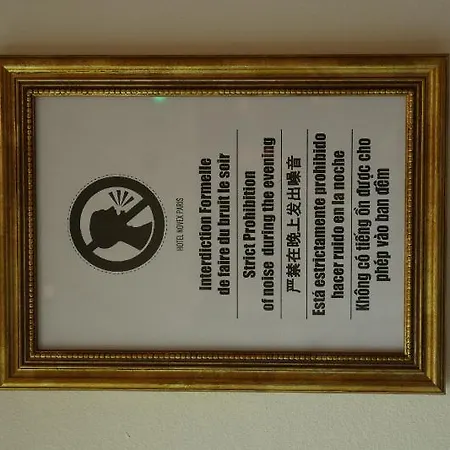 HOTEL NOVEX PARIS
Interdiction Formelle
de faire du bruit le soir
Strict Prohibition
of noise during the evening
严禁在晚上发出噪音
Está estrictamente prohibido
hacer ruido en la noche
Không có tiếng ồn được cho
phép vào ban đêm